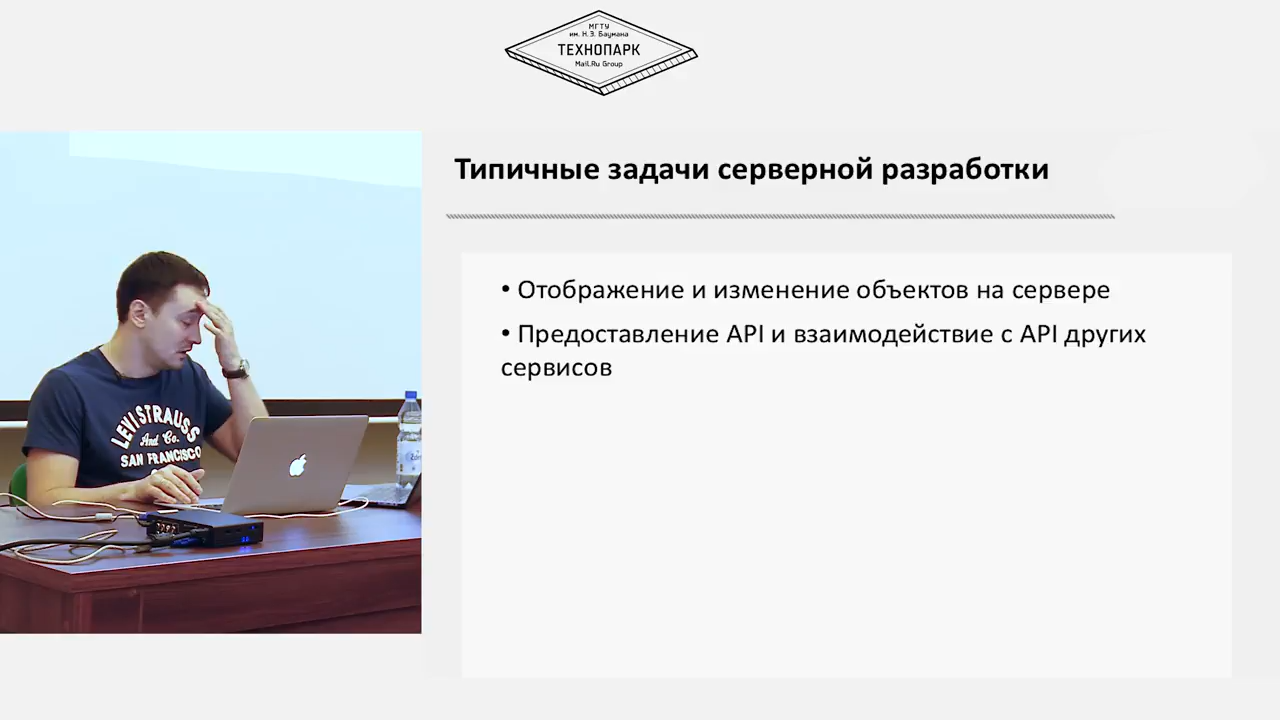 МГТУ
им. Н.Э. Баумана
ТЕХНОПАРК
Mail.Ru Group
Типичные задачи серверной разработки
• Отображение и изменение объектов на сервере
• Предоставление API и взаимодействие с API других
сервисов
LEVI STRAUSS
And Co.
SAN FRANCISCO